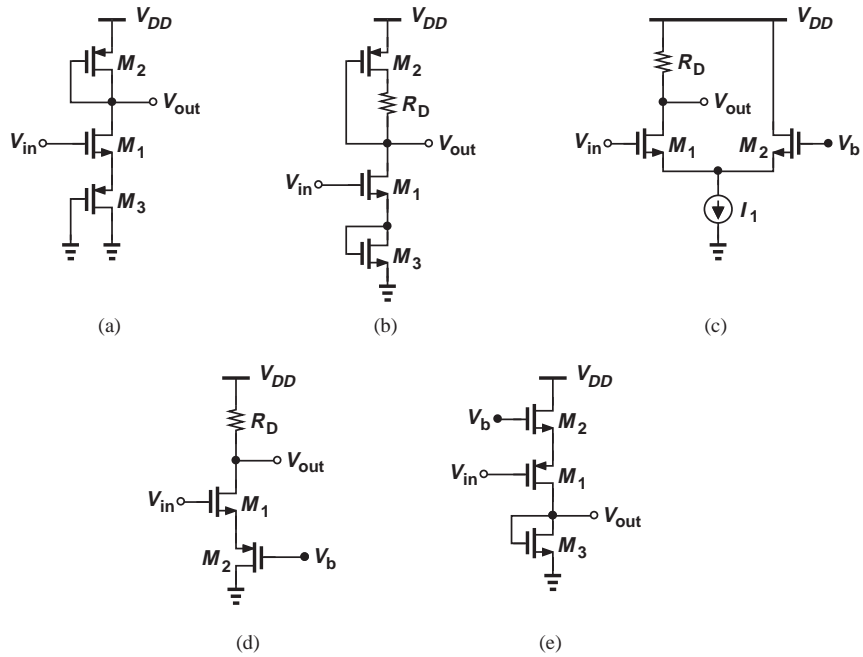 V_DD
M_2
V_out
V_in
M_1
M_3
(a)
V_DD
M_2
R_D
V_out
V_in
M_1
M_3
(b)
V_DD
R_D
V_out
V_in
M_1
M_2
V_b
I_1
(c)
V_DD
R_D
V_out
V_in
M_1
M_2
V_b
(d)
V_DD
V_b
M_2
V_in
M_1
V_out
M_3
(e)